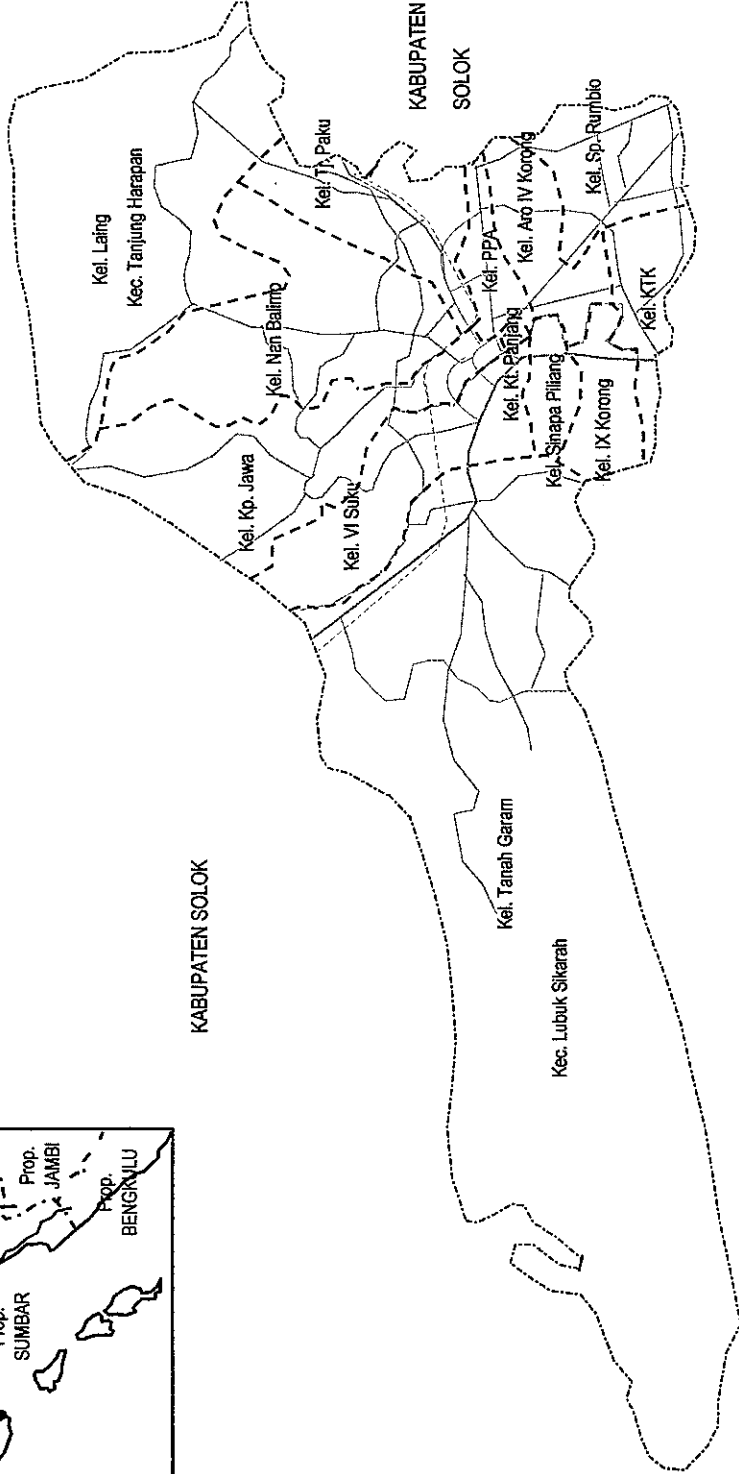 Kel. Laing
Kec. Tanjung Harapan
KABUPATEN
SOLOK
Kel. Tj. Paku
Kel. Nan Balimo
Kel. Kp. Jawa
Kel. VI Suku
Kel. PPA
Kel. Aro IV Korong
Kel. Sp. Rumbio
Kel. Kt. Panjang
Kel. Sinapa Piliang
Kel. IX Korong
Kel. KTK
Kel. Tanah Garam
Kec. Lubuk Sikarah
KABUPATEN SOLOK
Prop.
JAMBI
Prop.
BENGKULU
Prop.
SUMBAR